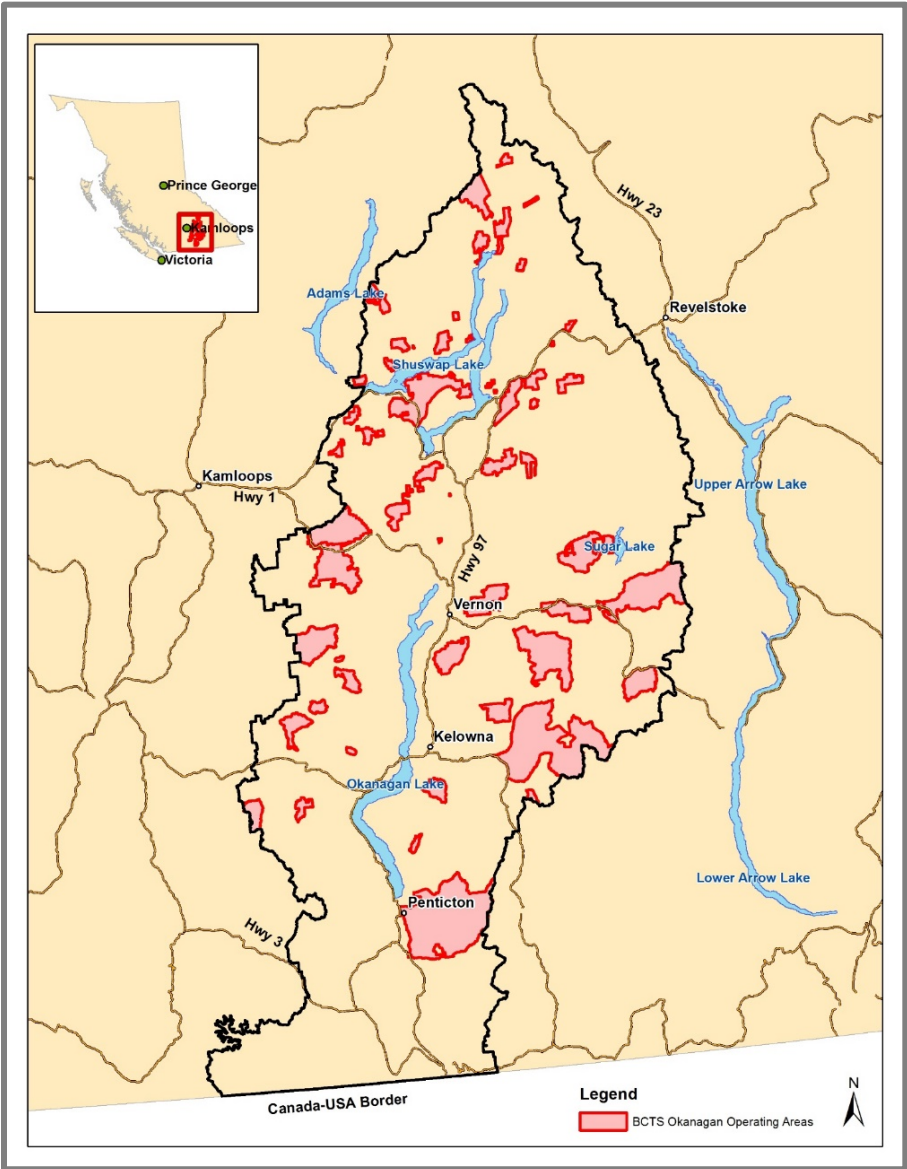 Prince George
Kamloops
Victoria
Hwy 23
Adams Lake
Revelstoke
Shuswap Lake
Kamloops
Hwy 1
Upper Arrow Lake
Hwy 97
Sugar Lake
Vernon
Kelowna
Okanagan Lake
Lower Arrow Lake
Penticton
Hwy 3
Canada-USA Border
Legend
BCTS Okanagan Operating Areas
N